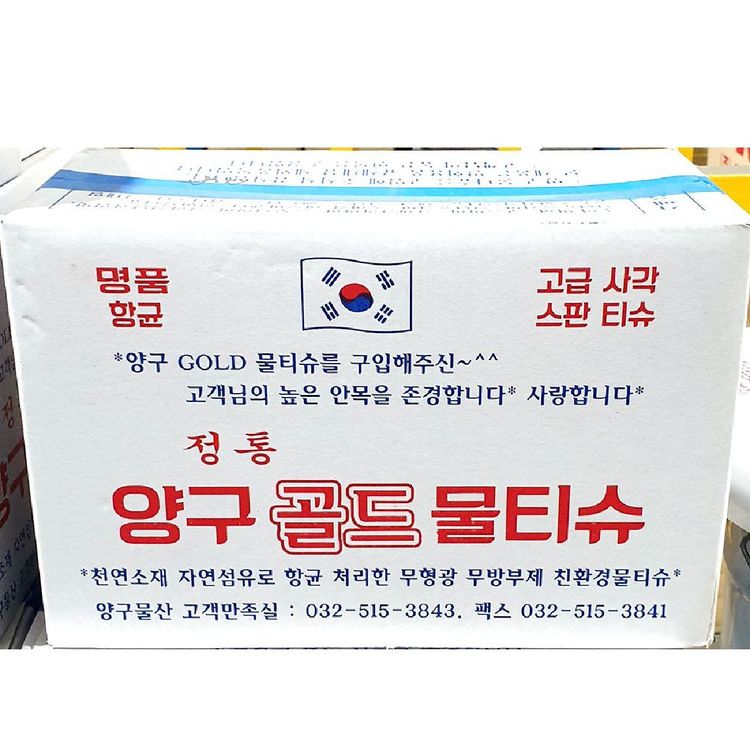 명품
항균
고급 사각
스판 티슈
*양구 GOLD 물티슈를 구입해주신~^^
고객님의 높은 안목을 존경합니다* 사랑합니다*
정통
양구 골드 물티슈
*천연소재 자연섬유로 항균 처리한 무형광 무방부제 친환경물티슈*
양구물산 고객만족실 : 032-515-3843. 팩스 032-515-3841